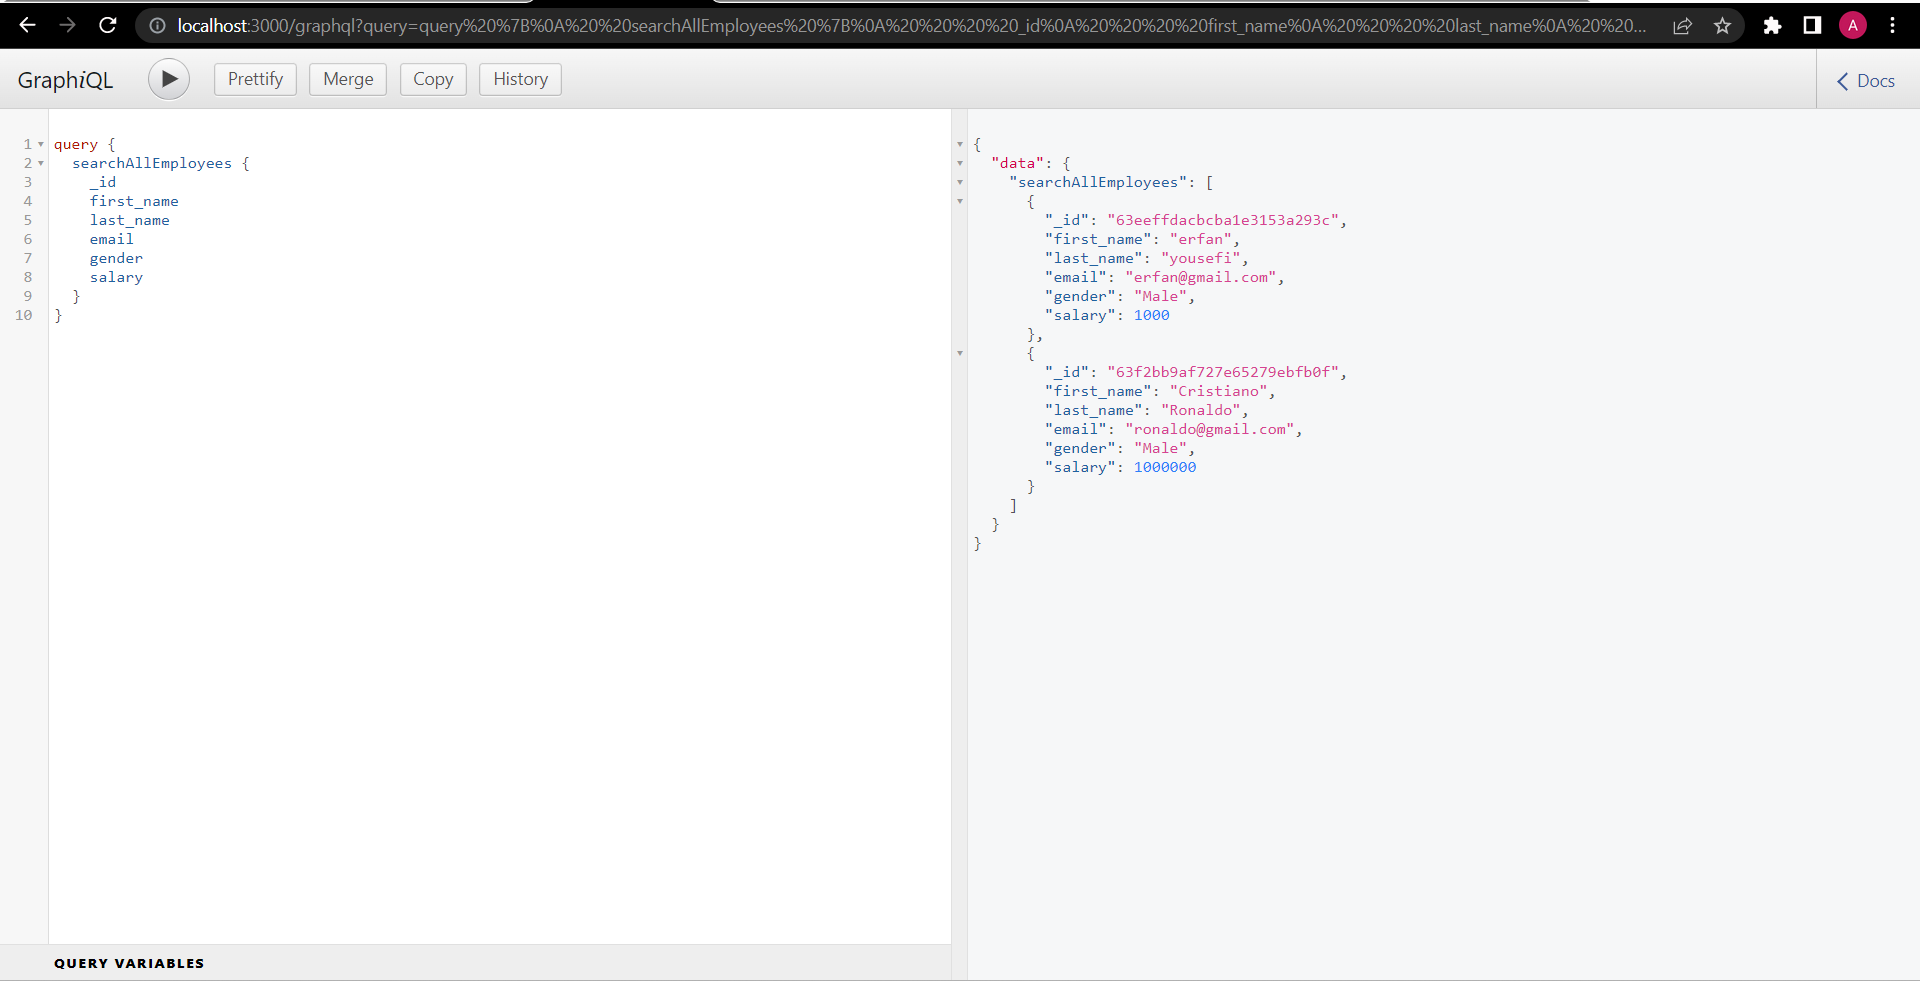 localhost:3000/graphql?query=query%20%7B%0A%20%20searchAllEmployees%20%7B%0A%20%20%20%20_id%0A%20%20%20%20first_name%0A%20%20%20%20last_name%0A%20%20%20... A
GraphiQL Prettify Merge Copy History Docs
1 query {
2 searchAllEmployees {
3 _id
4 first_name
5 last_name
6 email
7 gender
8 salary
9 }
10 }
QUERY VARIABLES
{
"data": {
"searchAllEmployees": [
{
"_id": "63eeffdacbcba1e3153a293c",
"first_name": "erfan",
"last_name": "yousefi",
"email": "erfan@gmail.com",
"gender": "Male",
"salary": 1000
},
{
"_id": "63f2bb9af727e65279ebfb0f",
"first_name": "Cristiano",
"last_name": "Ronaldo",
"email": "ronaldo@gmail.com",
"gender": "Male",
"salary": 1000000
}
]
}
}